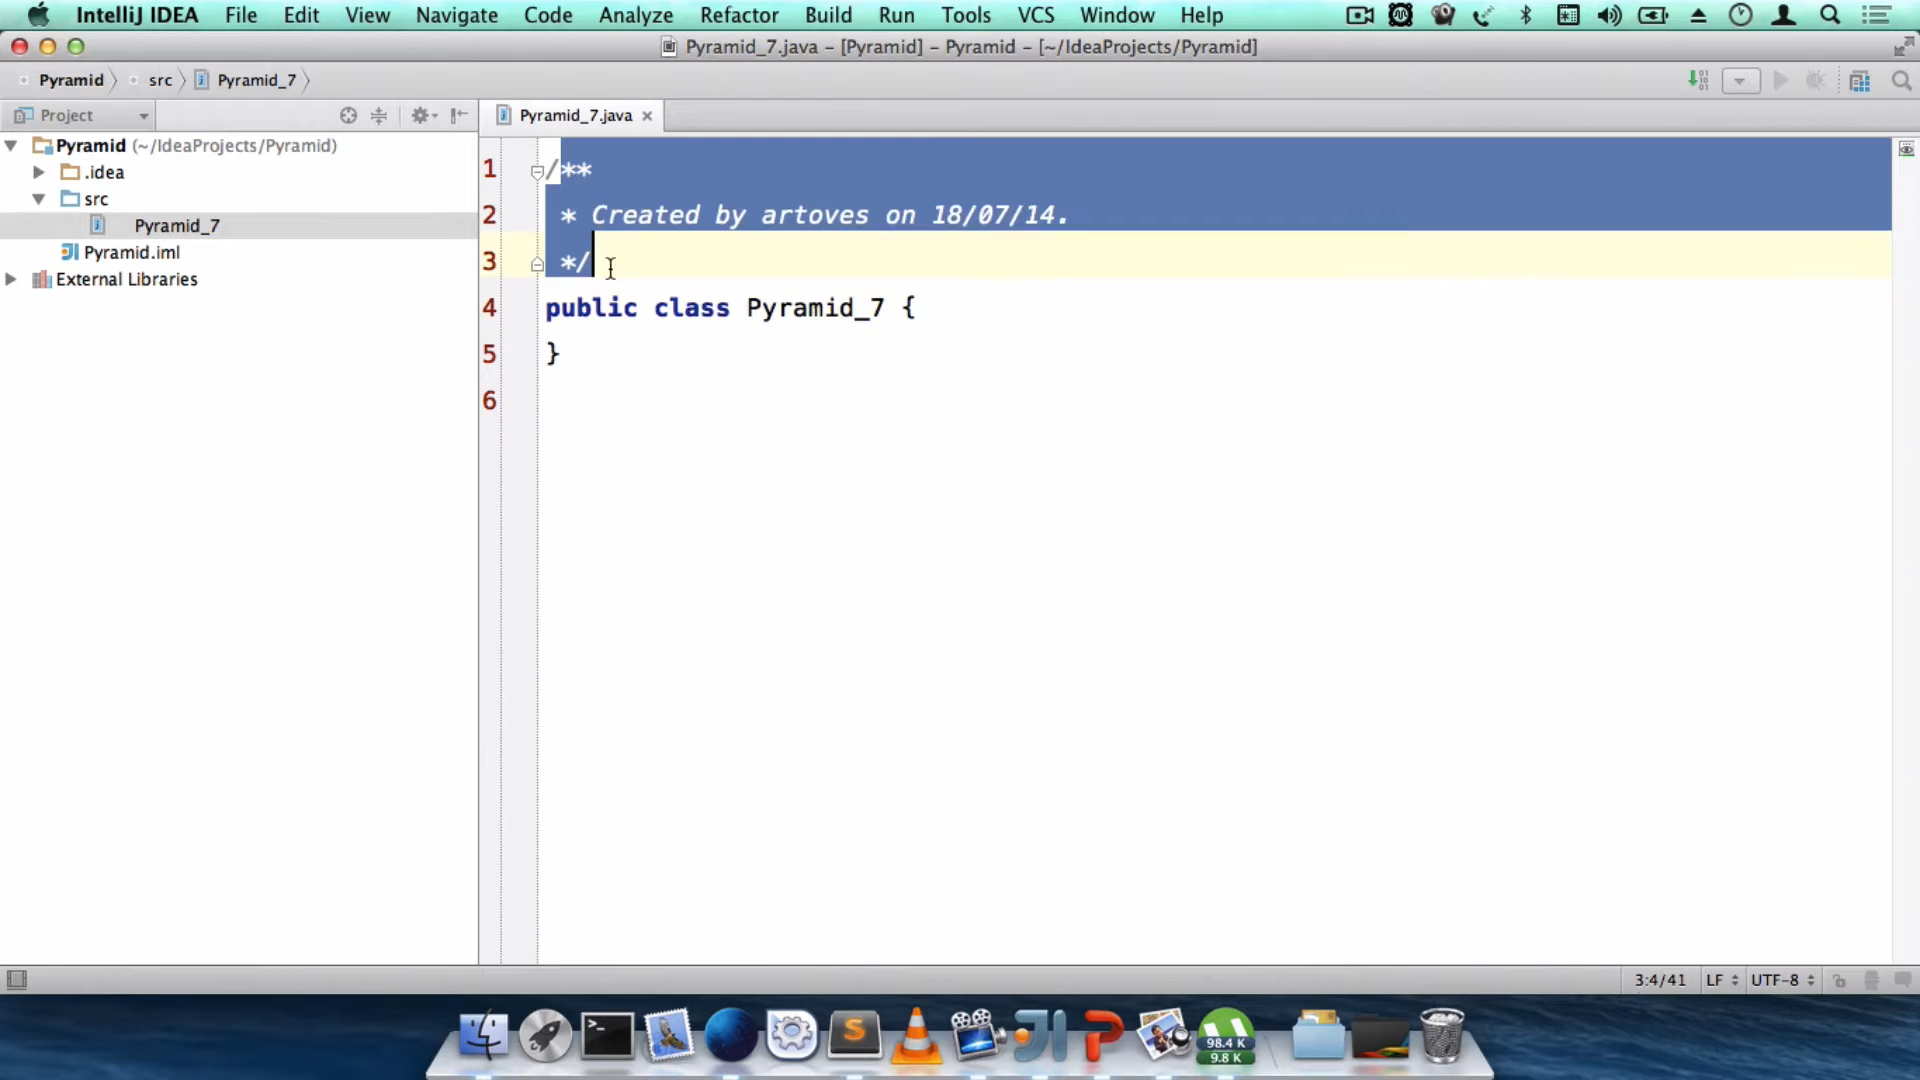 IntelliJ IDEA File Edit View Navigate Code Analyze Refactor Build Run Tools VCS Window Help
Pyramid_7.java – [Pyramid] – Pyramid – [~/IdeaProjects/Pyramid]
Pyramid src Pyramid_7
Project
Pyramid_7.java
Pyramid (~/IdeaProjects/Pyramid)
.idea
src
Pyramid_7
Pyramid.iml
External Libraries
1 /**
2 * Created by artoves on 18/07/14.
3 */
4 public class Pyramid_7 {
5 }
6
3:4/41 LF UTF-8
98.4 K
9.8 K